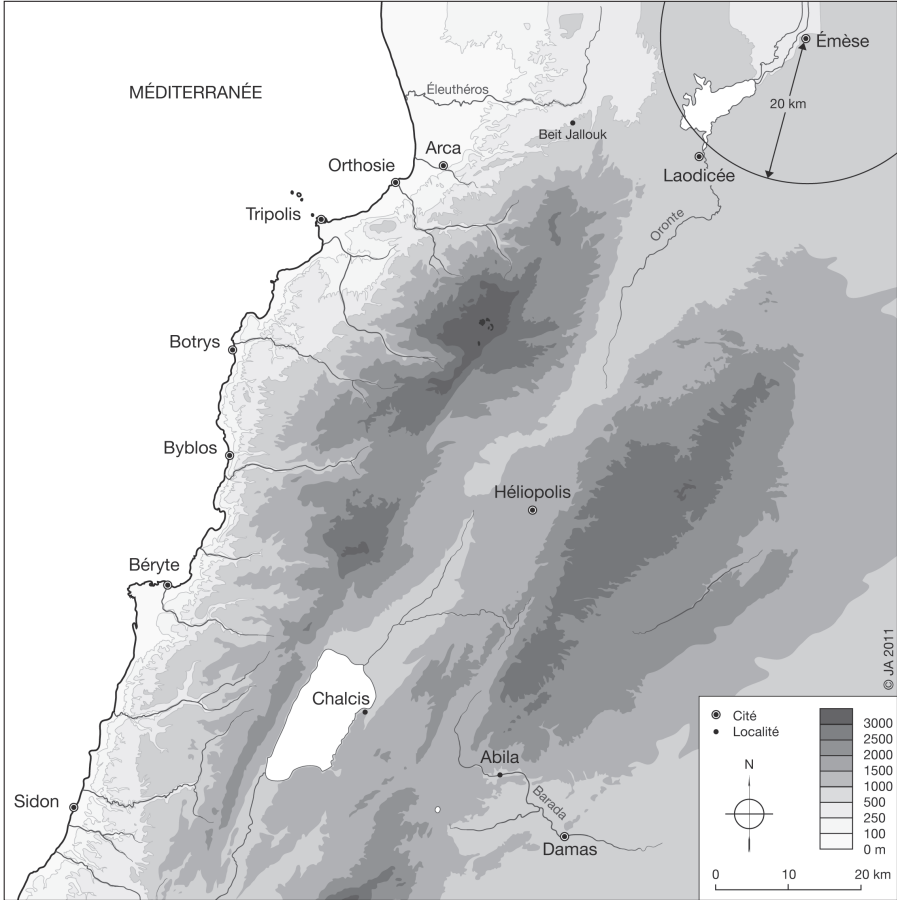 Émèse
MÉDITERRANÉE
Éleuthéros
20 km
Beit Jallouk
Arca
Orthosie
Laodicée
Tripolis
Oronte
Botrys
Byblos
Héliopolis
Béryte
© JA 2011
Chalcis
Cité
Localité
N
3000
2500
2000
1500
1000
500
250
100
0 m
Abila
Barada
Sidon
Damas
0 10 20 km